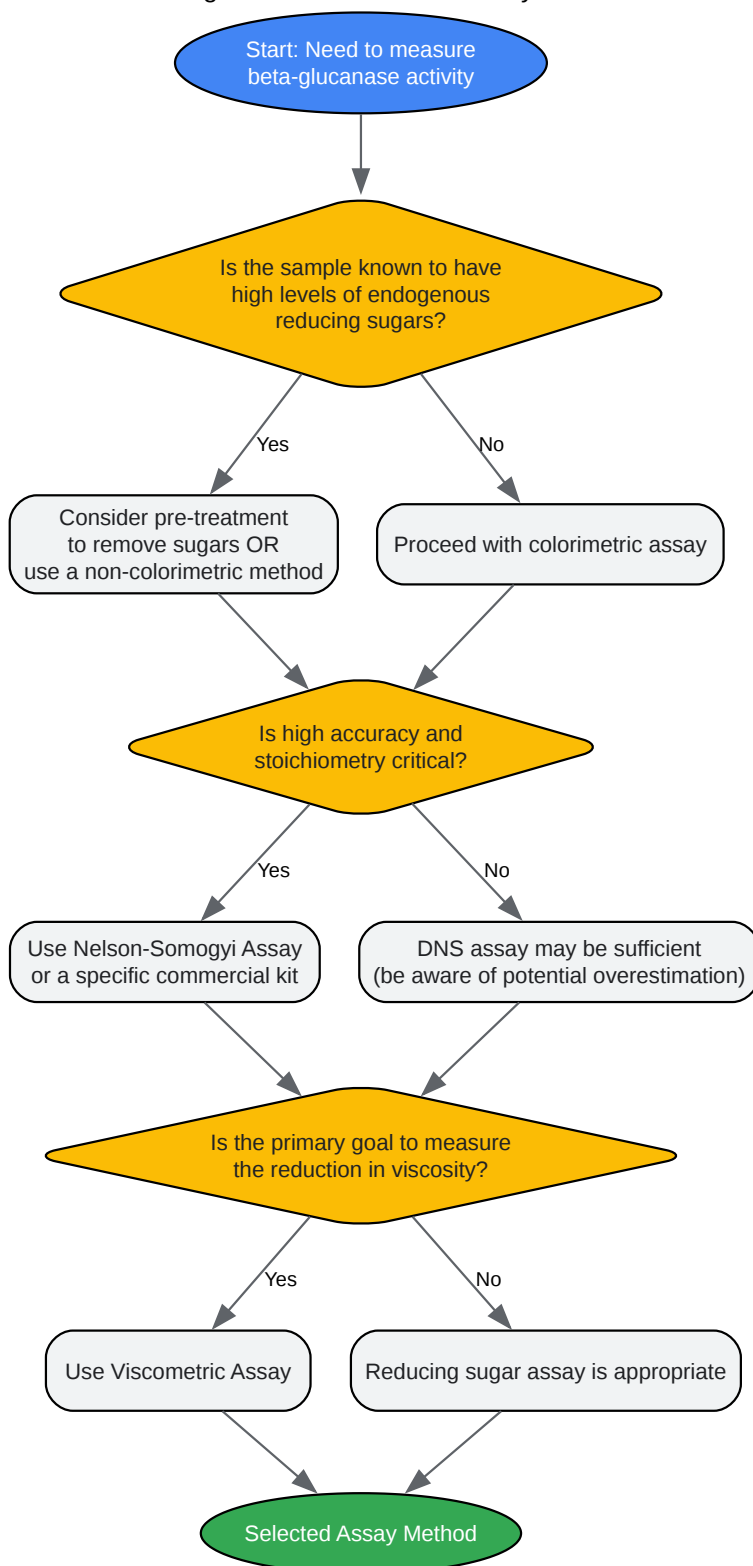 Start: Need to measure
beta-glucanase activity
Is the sample known to have
high levels of endogenous
reducing sugars?
Yes
No
Consider pre-treatment
to remove sugars OR
use a non-colorimetric method
Proceed with colorimetric assay
Is high accuracy and
stoichiometry critical?
Yes
No
Use Nelson-Somogyi Assay
or a specific commercial kit
DNS assay may be sufficient
(be aware of potential overestimation)
Is the primary goal to measure
the reduction in viscosity?
Yes
No
Use Viscometric Assay
Reducing sugar assay is appropriate
Selected Assay Method